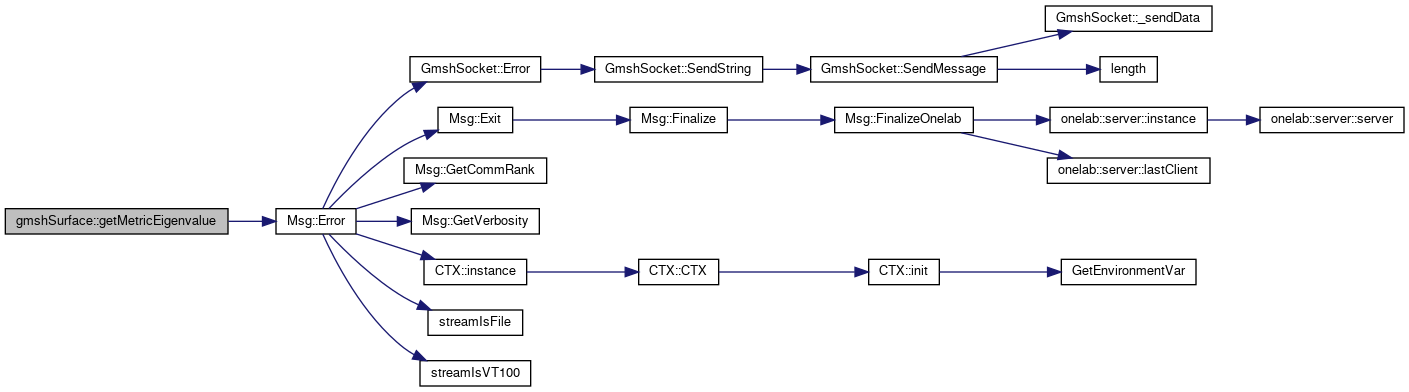 GmshSocket::_sendData
GmshSocket::Error
GmshSocket::SendString
GmshSocket::SendMessage
length
Msg::Exit
Msg::Finalize
Msg::FinalizeOnelab
onelab::server::instance
onelab::server::server
Msg::GetCommRank
onelab::server::lastClient
gmshSurface::getMetricEigenvalue
Msg::Error
Msg::GetVerbosity
CTX::instance
CTX::CTX
CTX::init
GetEnvironmentVar
streamIsFile
streamIsVT100